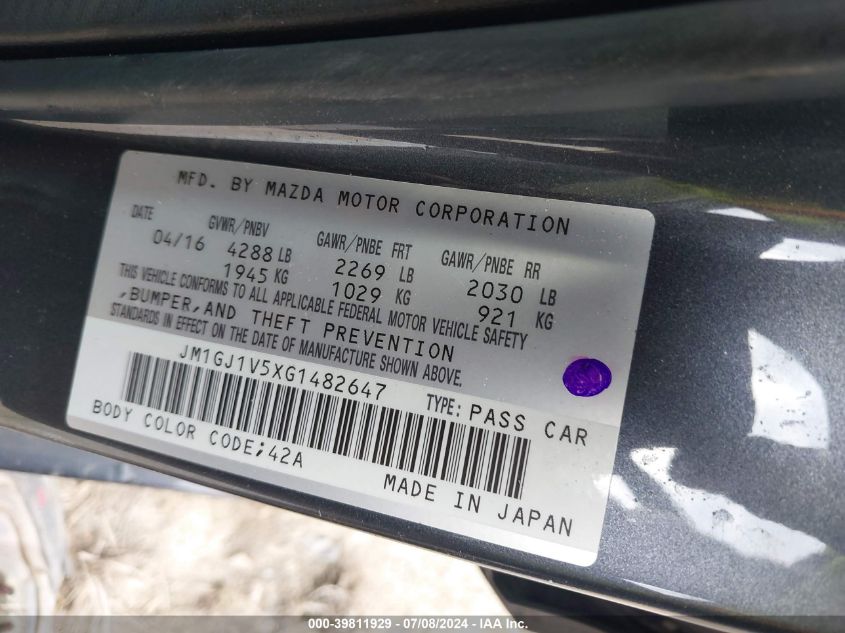 MFD. BY MAZDA MOTOR CORPORATION
DATE GVWR/PNBV GAWR/PNBE FRT GAWR/PNBE RR
04/16 4288 LB 2269 LB 2030 LB
1945 KG 1029 KG 921 KG
THIS VEHICLE CONFORMS TO ALL APPLICABLE FEDERAL MOTOR VEHICLE SAFETY
,BUMPER,AND THEFT PREVENTION
STANDARDS IN EFFECT ON THE DATE OF MANUFACTURE SHOWN ABOVE.
JM1GJ1V5XG1482647 TYPE: PASS CAR
BODY COLOR CODE;42A
MADE IN JAPAN
000-39811929 - 07/08/2024 - IAA Inc.